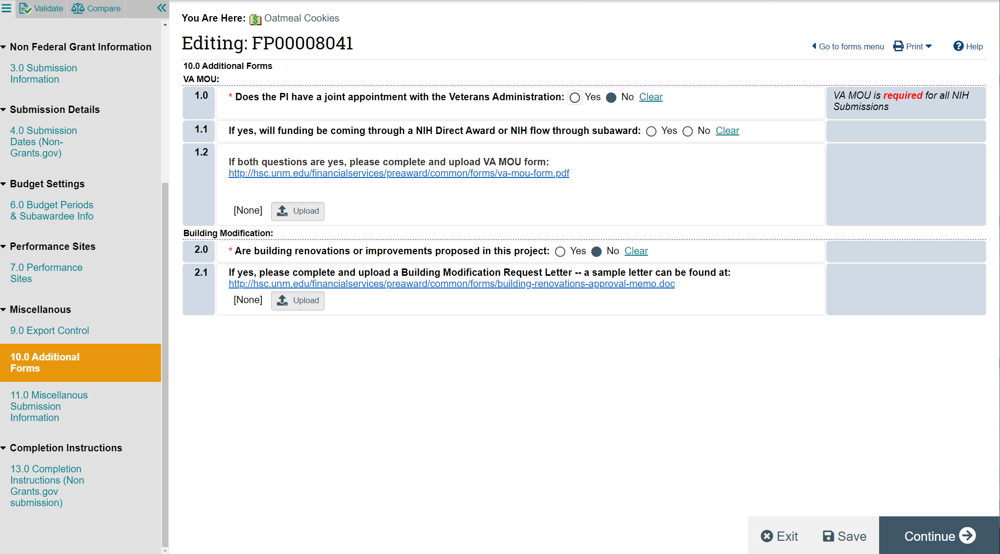 Validate
Compare
Non Federal Grant Information
3.0 Submission
Information
Submission Details
4.0 Submission
Dates (Non-
Grants.gov)
Budget Settings
6.0 Budget Periods
& Subawardee Info
Performance Sites
7.0 Performance
Sites
Miscellanous
9.0 Export Control
10.0 Additional
Forms
11.0 Miscellanous
Submission
Information
Completion Instructions
13.0 Completion
Instructions (Non
Grants.gov
submission)
You Are Here: Oatmeal Cookies
Editing: FP00008041
Go to forms menu Print Help
10.0 Additional Forms
VA MOU:
1.0 * Does the PI have a joint appointment with the Veterans Administration: Yes No Clear
VA MOU is required for all NIH
Submissions
1.1 If yes, will funding be coming through a NIH Direct Award or NIH flow through subaward: Yes No Clear
1.2
If both questions are yes, please complete and upload VA MOU form:
http://hsc.unm.edu/financialservices/preaward/common/forms/va-mou-form.pdf
[None] Upload
Building Modification:
2.0 * Are building renovations or improvements proposed in this project: Yes No Clear
2.1 If yes, please complete and upload a Building Modification Request Letter -- a sample letter can be found at:
http://hsc.unm.edu/financialservices/preaward/common/forms/building-renovations-approval-memo.doc
[None] Upload
Exit Save Continue